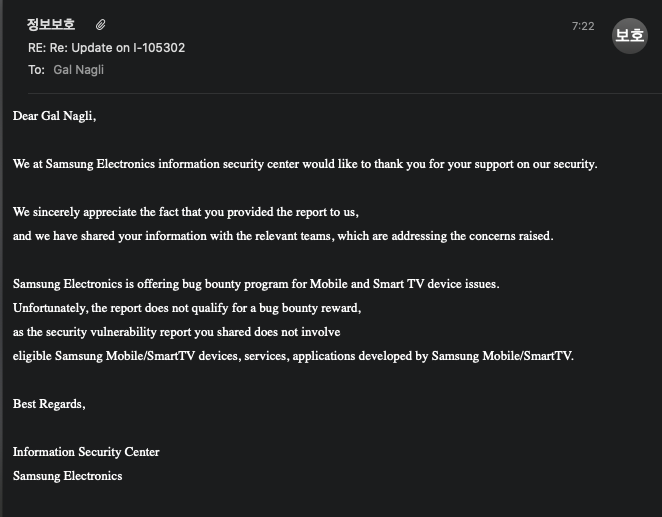 정보보호
7:22
보호
RE: Re: Update on I-105302
To: Gal Nagli
Dear Gal Nagli,
We at Samsung Electronics information security center would like to thank you for your support on our security.
We sincerely appreciate the fact that you provided the report to us,
and we have shared your information with the relevant teams, which are addressing the concerns raised.
Samsung Electronics is offering bug bounty program for Mobile and Smart TV device issues.
Unfortunately, the report does not qualify for a bug bounty reward,
as the security vulnerability report you shared does not involve
eligible Samsung Mobile/SmartTV devices, services, applications developed by Samsung Mobile/SmartTV.
Best Regards,
Information Security Center
Samsung Electronics